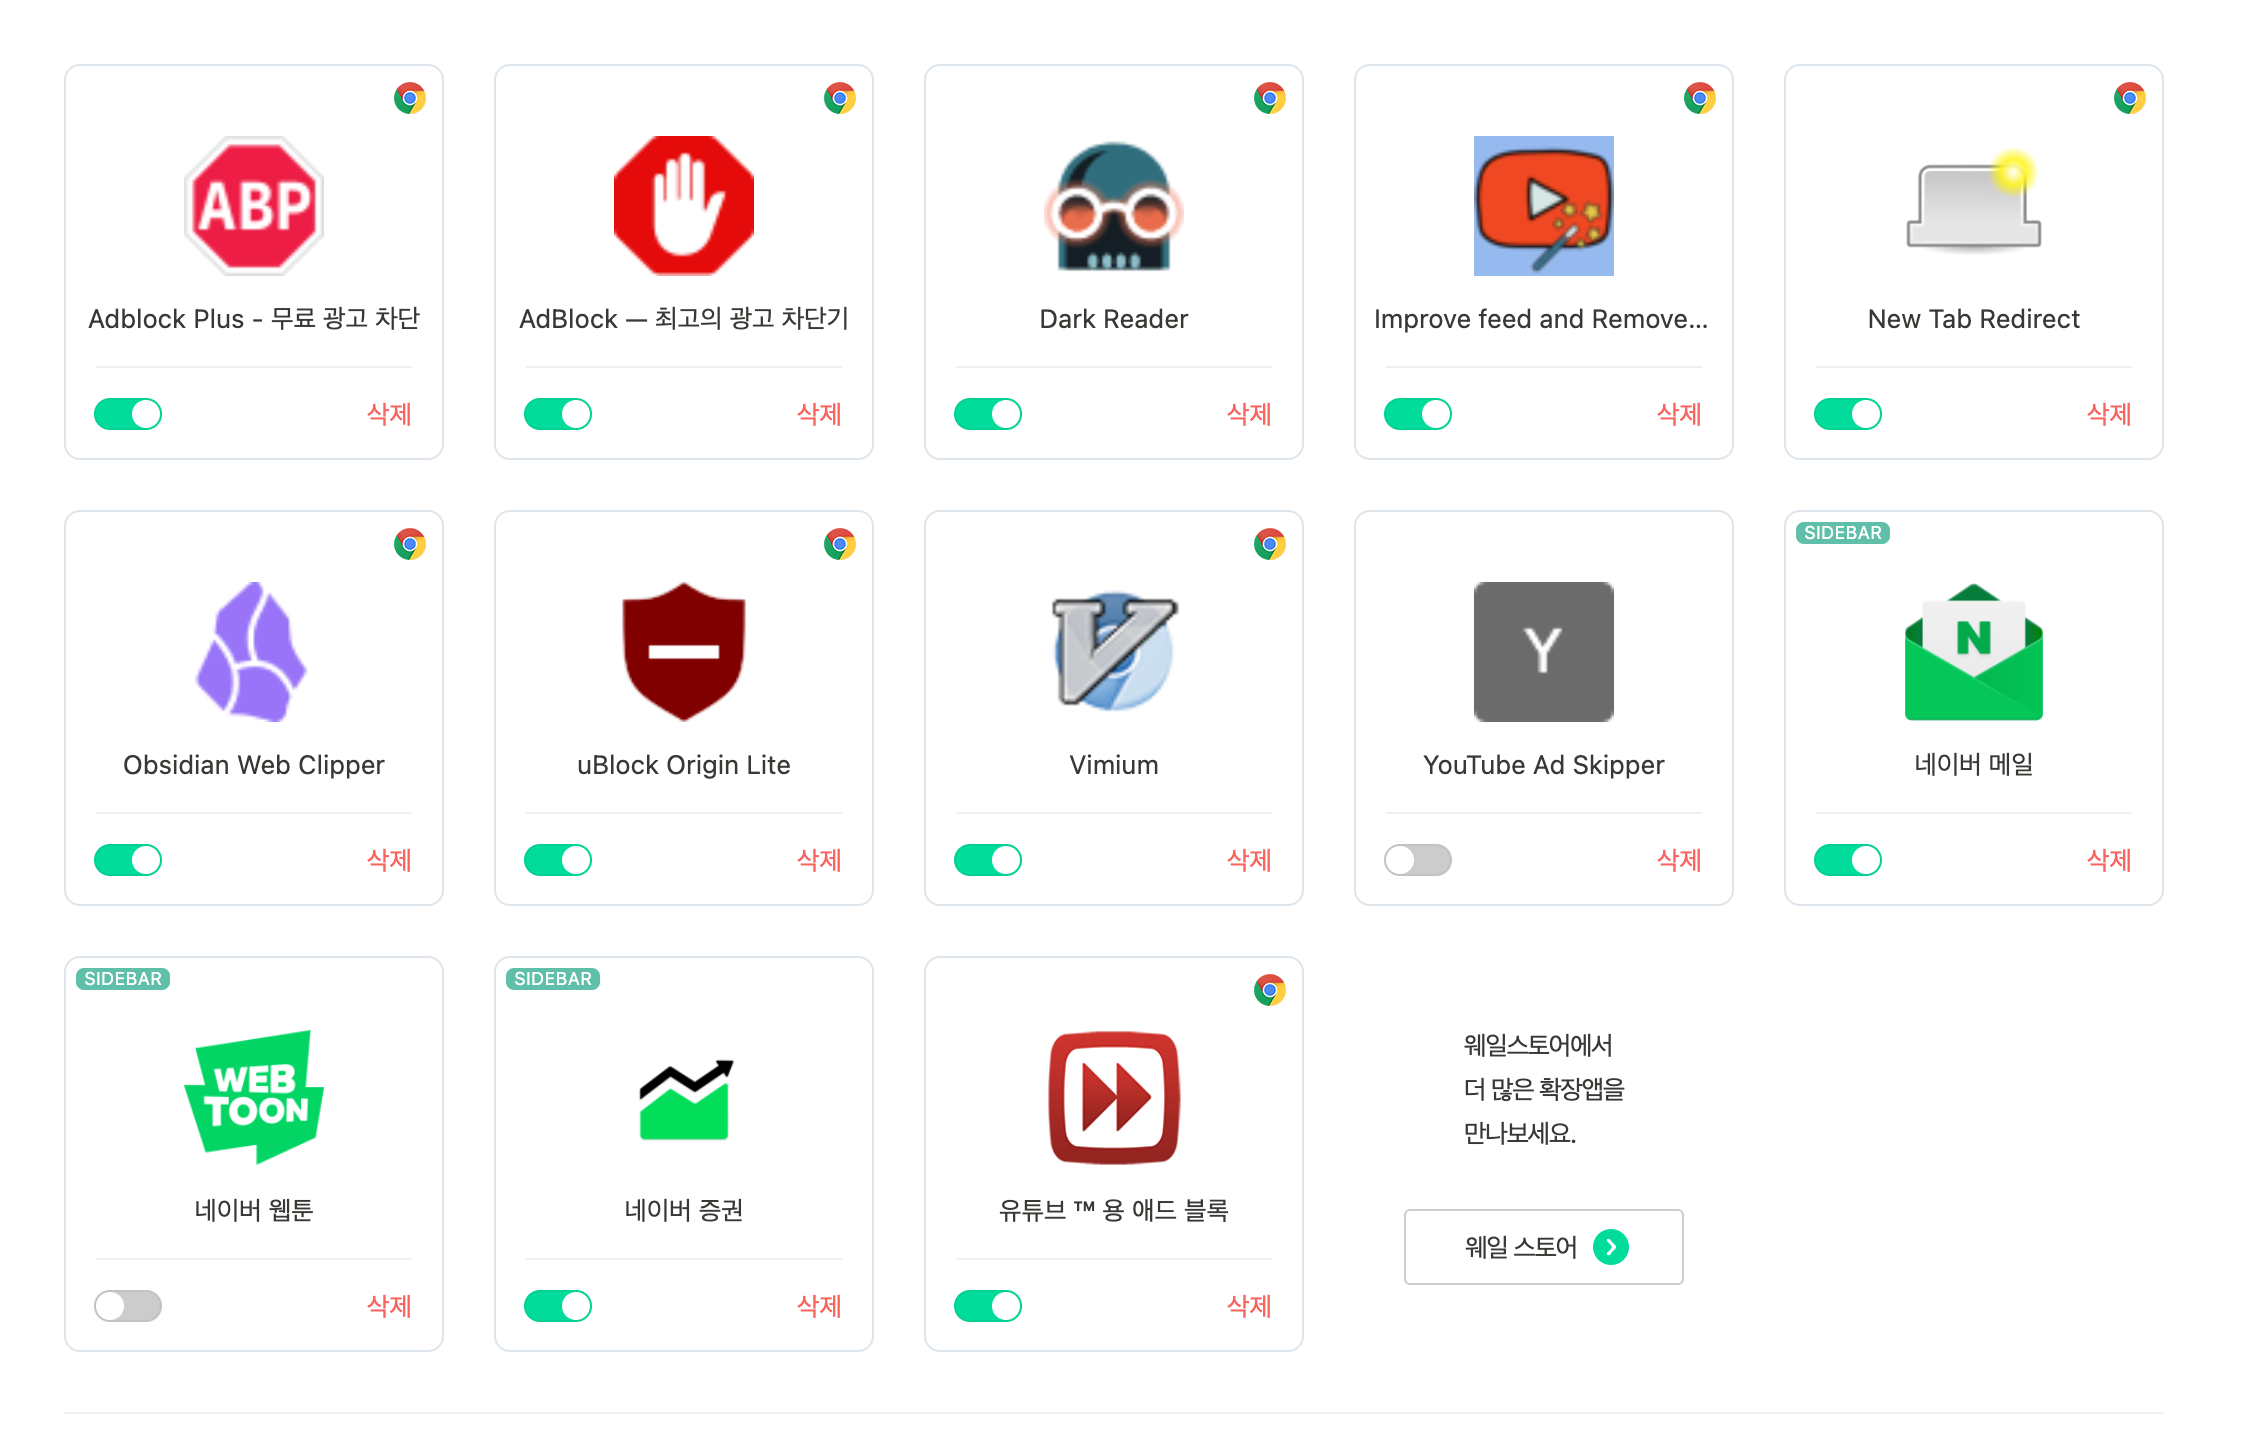 ABP
Adblock Plus - 무료 광고 차단
삭제
AdBlock — 최고의 광고 차단기
삭제
Dark Reader
삭제
Improve feed and Remove...
삭제
New Tab Redirect
삭제
Obsidian Web Clipper
삭제
uBlock Origin Lite
삭제
V
Vimium
삭제
Y
YouTube Ad Skipper
삭제
SIDEBAR
N
네이버 메일
삭제
SIDEBAR
WEB
TOON
네이버 웹툰
삭제
SIDEBAR
네이버 증권
삭제
유튜브 ™ 용 애드 블록
삭제
웨일스토어에서
더 많은 확장앱을
만나보세요.
웨일 스토어